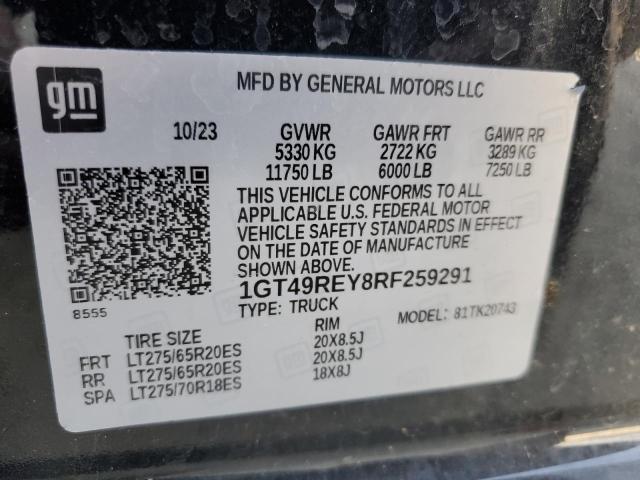 gm
MFD BY GENERAL MOTORS LLC
10/23 GVWR GAWR FRT GAWR RR
5330 KG 2722 KG 3289 KG
11750 LB 6000 LB 7250 LB
THIS VEHICLE CONFORMS TO ALL
APPLICABLE U.S. FEDERAL MOTOR
VEHICLE SAFETY STANDARDS IN EFFECT
ON THE DATE OF MANUFACTURE
SHOWN ABOVE.
8555
1GT49REY8RF259291
TYPE: TRUCK MODEL: 81TK20743
TIRE SIZE RIM
FRT LT275/65R20ES 20X8.5J
RR LT275/65R20ES 20X8.5J
SPA LT275/70R18ES 18X8J